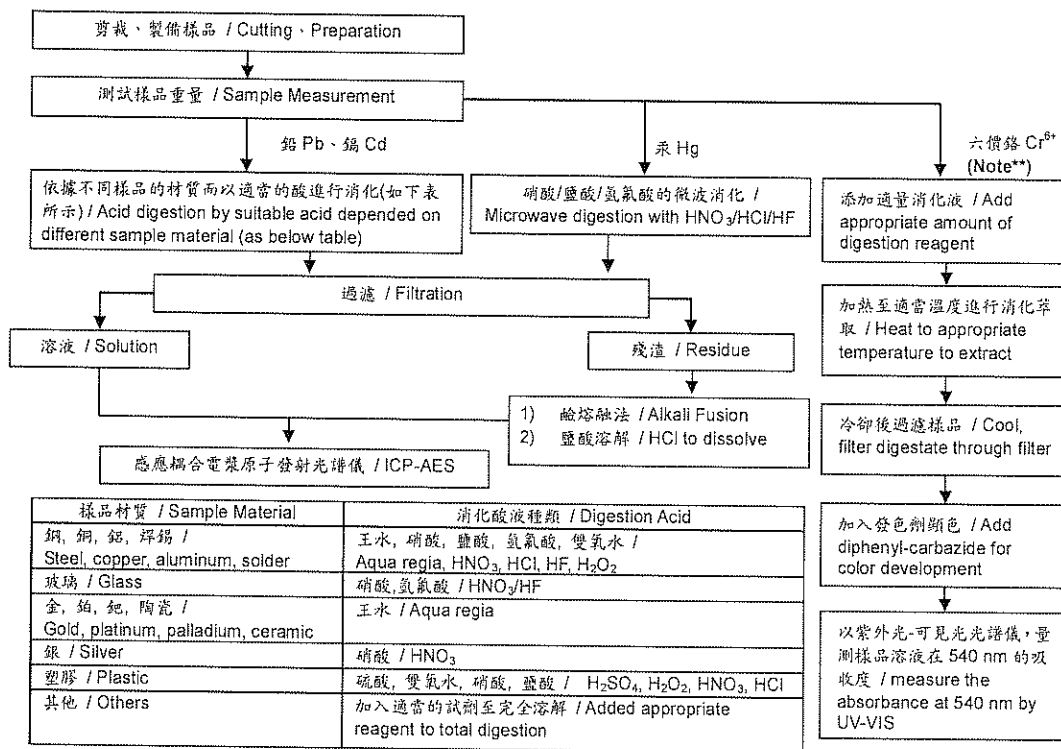 剪裁、製備樣品 / Cutting、Preparation
測試樣品重量 / Sample Measurement
鉛 Pb、鎘 Cd
汞 Hg
六價鉻 Cr⁶⁺
(Note**)
依據不同樣品的材質而以適當的酸進行消化(如下表
所示) / Acid digestion by suitable acid depended on
different sample material (as below table)
硝酸/鹽酸/氫氟酸的微波消化 /
Microwave digestion with HNO₃/HCl/HF
過濾 / Filtration
溶液 / Solution
殘渣 / Residue
1) 鹼熔融法 / Alkali Fusion
2) 鹽酸溶解 / HCl to dissolve
感應耦合電漿原子發射光譜儀 / ICP-AES
添加適量消化液 / Add
appropriate amount of
digestion reagent
加熱至適當溫度進行消化萃
取 / Heat to appropriate
temperature to extract
冷卻後過濾樣品 / Cool,
filter digestate through filter
加入發色劑顯色 / Add
diphenyl-carbazide for
color development
以紫外光-可見光光譜儀，量
測樣品溶液在 540 nm 的吸
收度 / measure the
absorbance at 540 nm by
UV-VIS
樣品材質 / Sample Material
消化酸液種類 / Digestion Acid
鋼, 銅, 鋁, 焊錫 /
Steel, copper, aluminum, solder
王水, 硝酸, 鹽酸, 氫氟酸, 雙氧水 /
Aqua regia, HNO₃, HCl, HF, H₂O₂
玻璃 / Glass
硝酸,氫氟酸 / HNO₃/HF
金, 鉑, 鈀, 陶瓷 /
Gold, platinum, palladium, ceramic
王水 / Aqua regia
銀 / Silver
硝酸 / HNO₃
塑膠 / Plastic
硫酸, 雙氧水, 硝酸, 鹽酸 / H₂SO₄, H₂O₂, HNO₃, HCl
其他 / Others
加入適當的試劑至完全溶解 / Added appropriate
reagent to total digestion